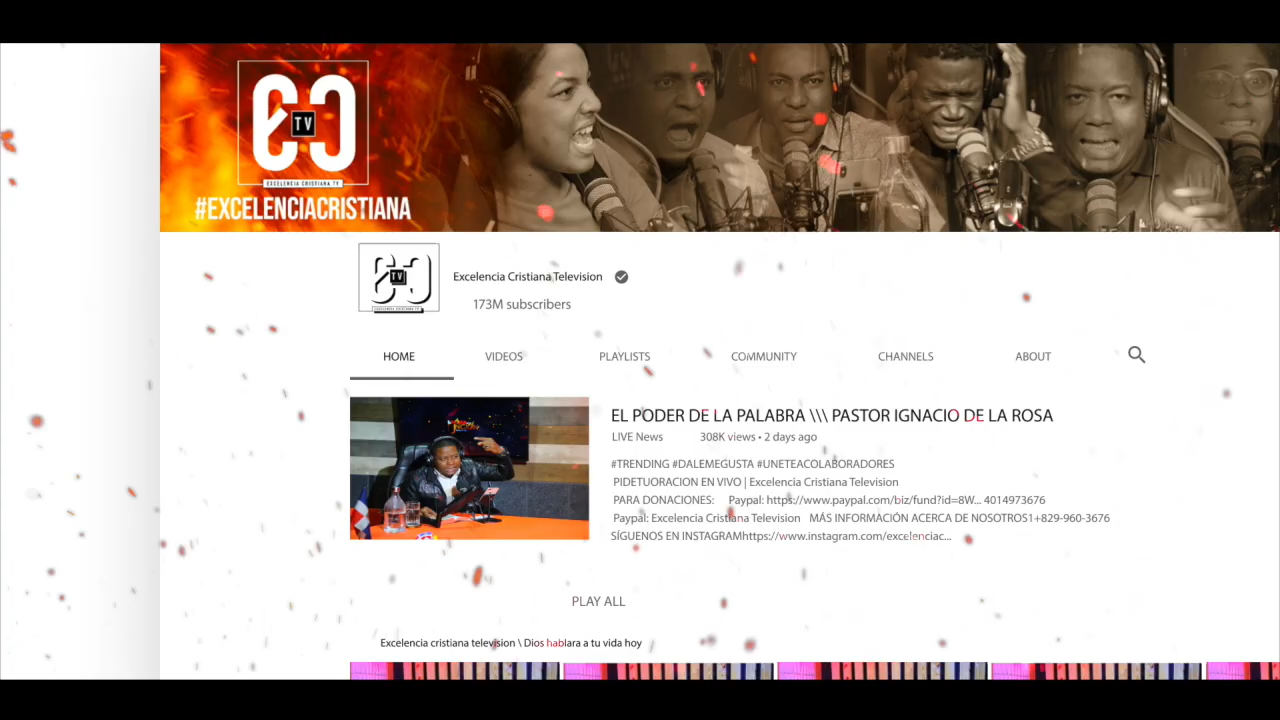 TV
EXCELENCIA CRISTIANA TV
#EXCELENCIACRISTIANA
TV
Excelencia Cristiana Television
173M subscribers
HOME VIDEOS PLAYLISTS COMMUNITY CHANNELS ABOUT
EL PODER DE LA PALABRA \\\ PASTOR IGNACIO DE LA ROSA
LIVE News 308K views • 2 days ago
#TRENDING #DALEMEGUSTA #UNETEACOLABORADORES
PIDETUORACION EN VIVO | Excelencia Cristiana Television
PARA DONACIONES: Paypal: https://www.paypal.com/biz/fund?id=8W... 4014973676
Paypal: Excelencia Cristiana Television MÁS INFORMACIÓN ACERCA DE NOSOTROS1+829-960-3676
SÍGUENOS EN INSTAGRAMhttps://www.instagram.com/excelenciac...
PLAY ALL
Excelencia cristiana television \ Dios hablara a tu vida hoy